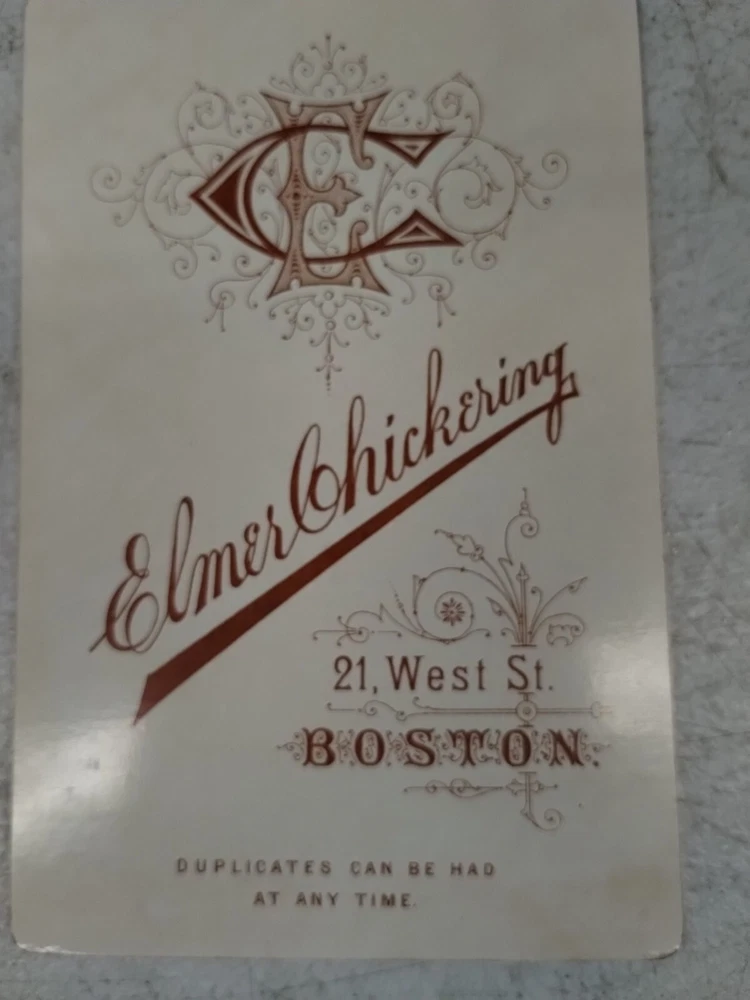 EC
Elmer Chickering
21, West St.
BOSTON.
DUPLICATES CAN BE HAD
AT ANY TIME.